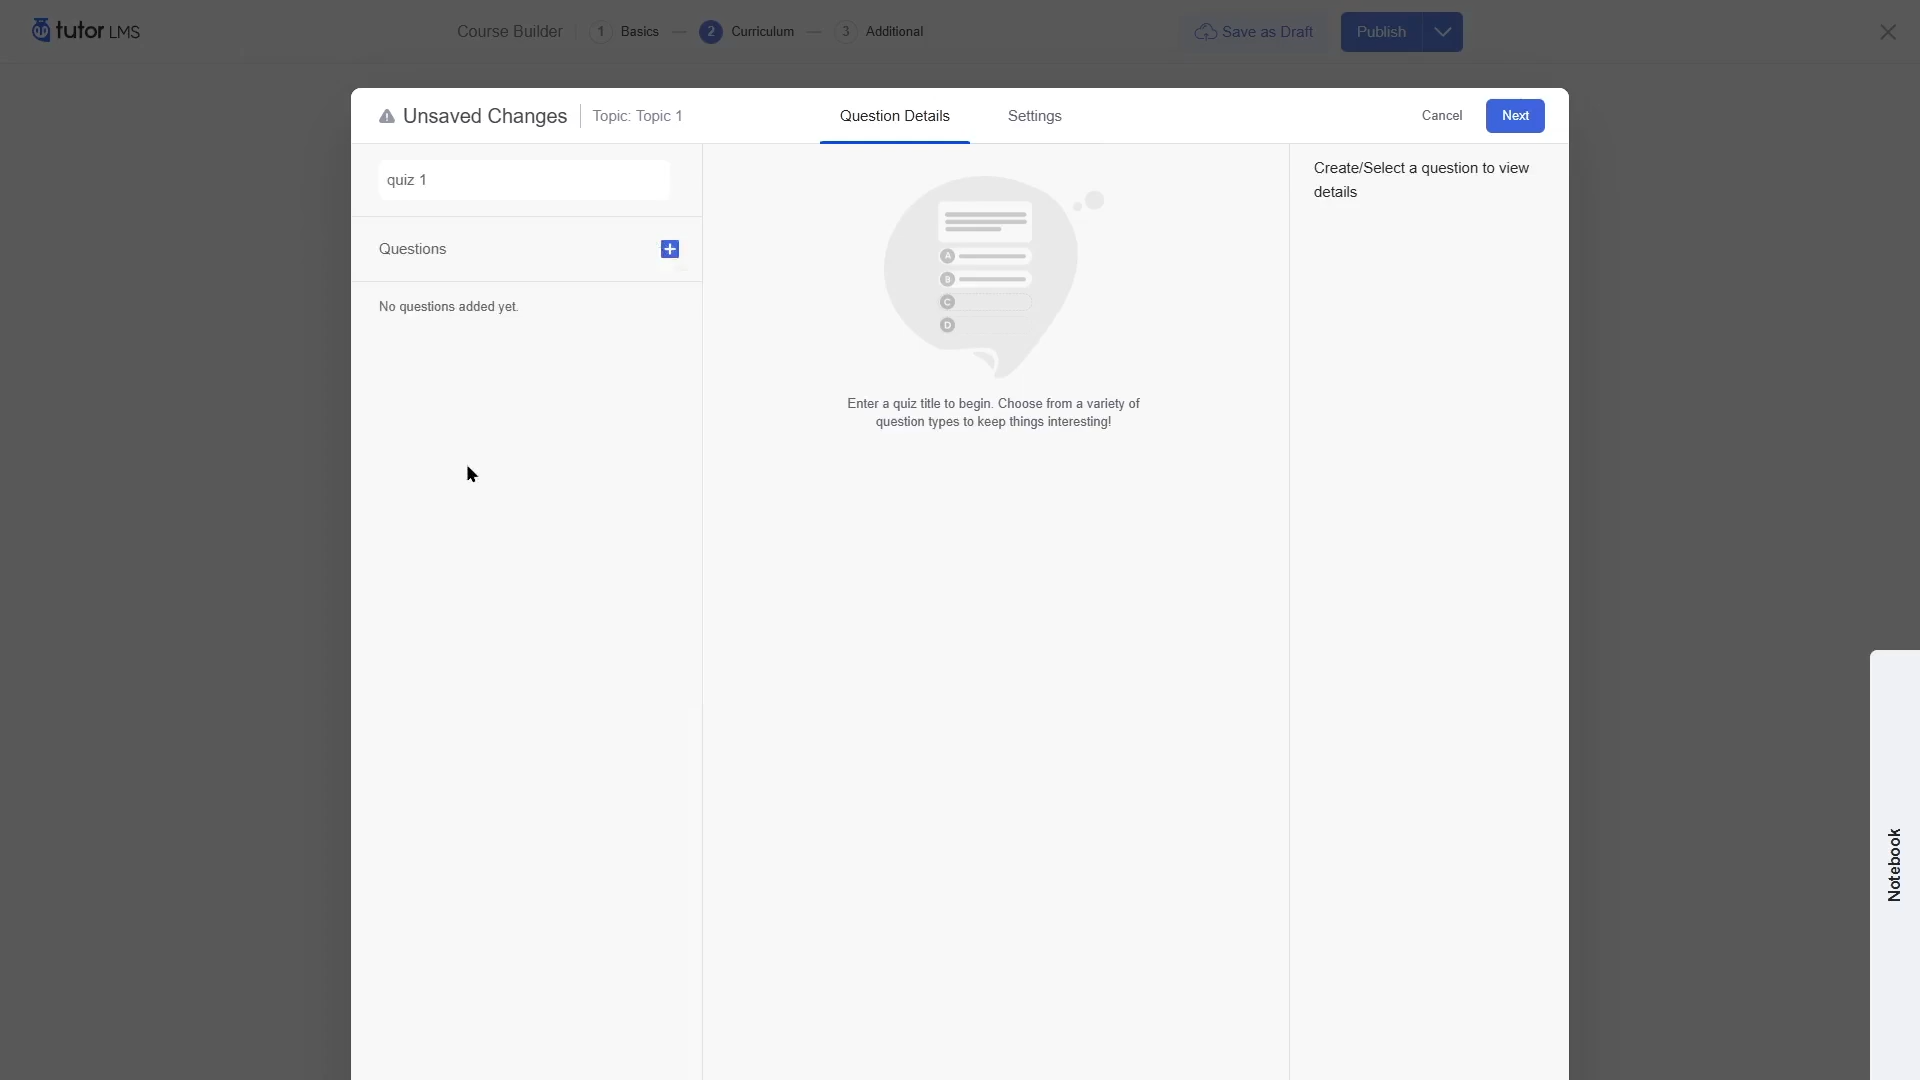 tutor LMS
Course Builder
1 Basics
2 Curriculum
3 Additional
Save as Draft
Publish
Unsaved Changes
Topic: Topic 1
Question Details
Settings
Cancel
Next
quiz 1
Questions
No questions added yet.
A
B
C
D
Enter a quiz title to begin. Choose from a variety of
question types to keep things interesting!
Create/Select a question to view
details
Notebook